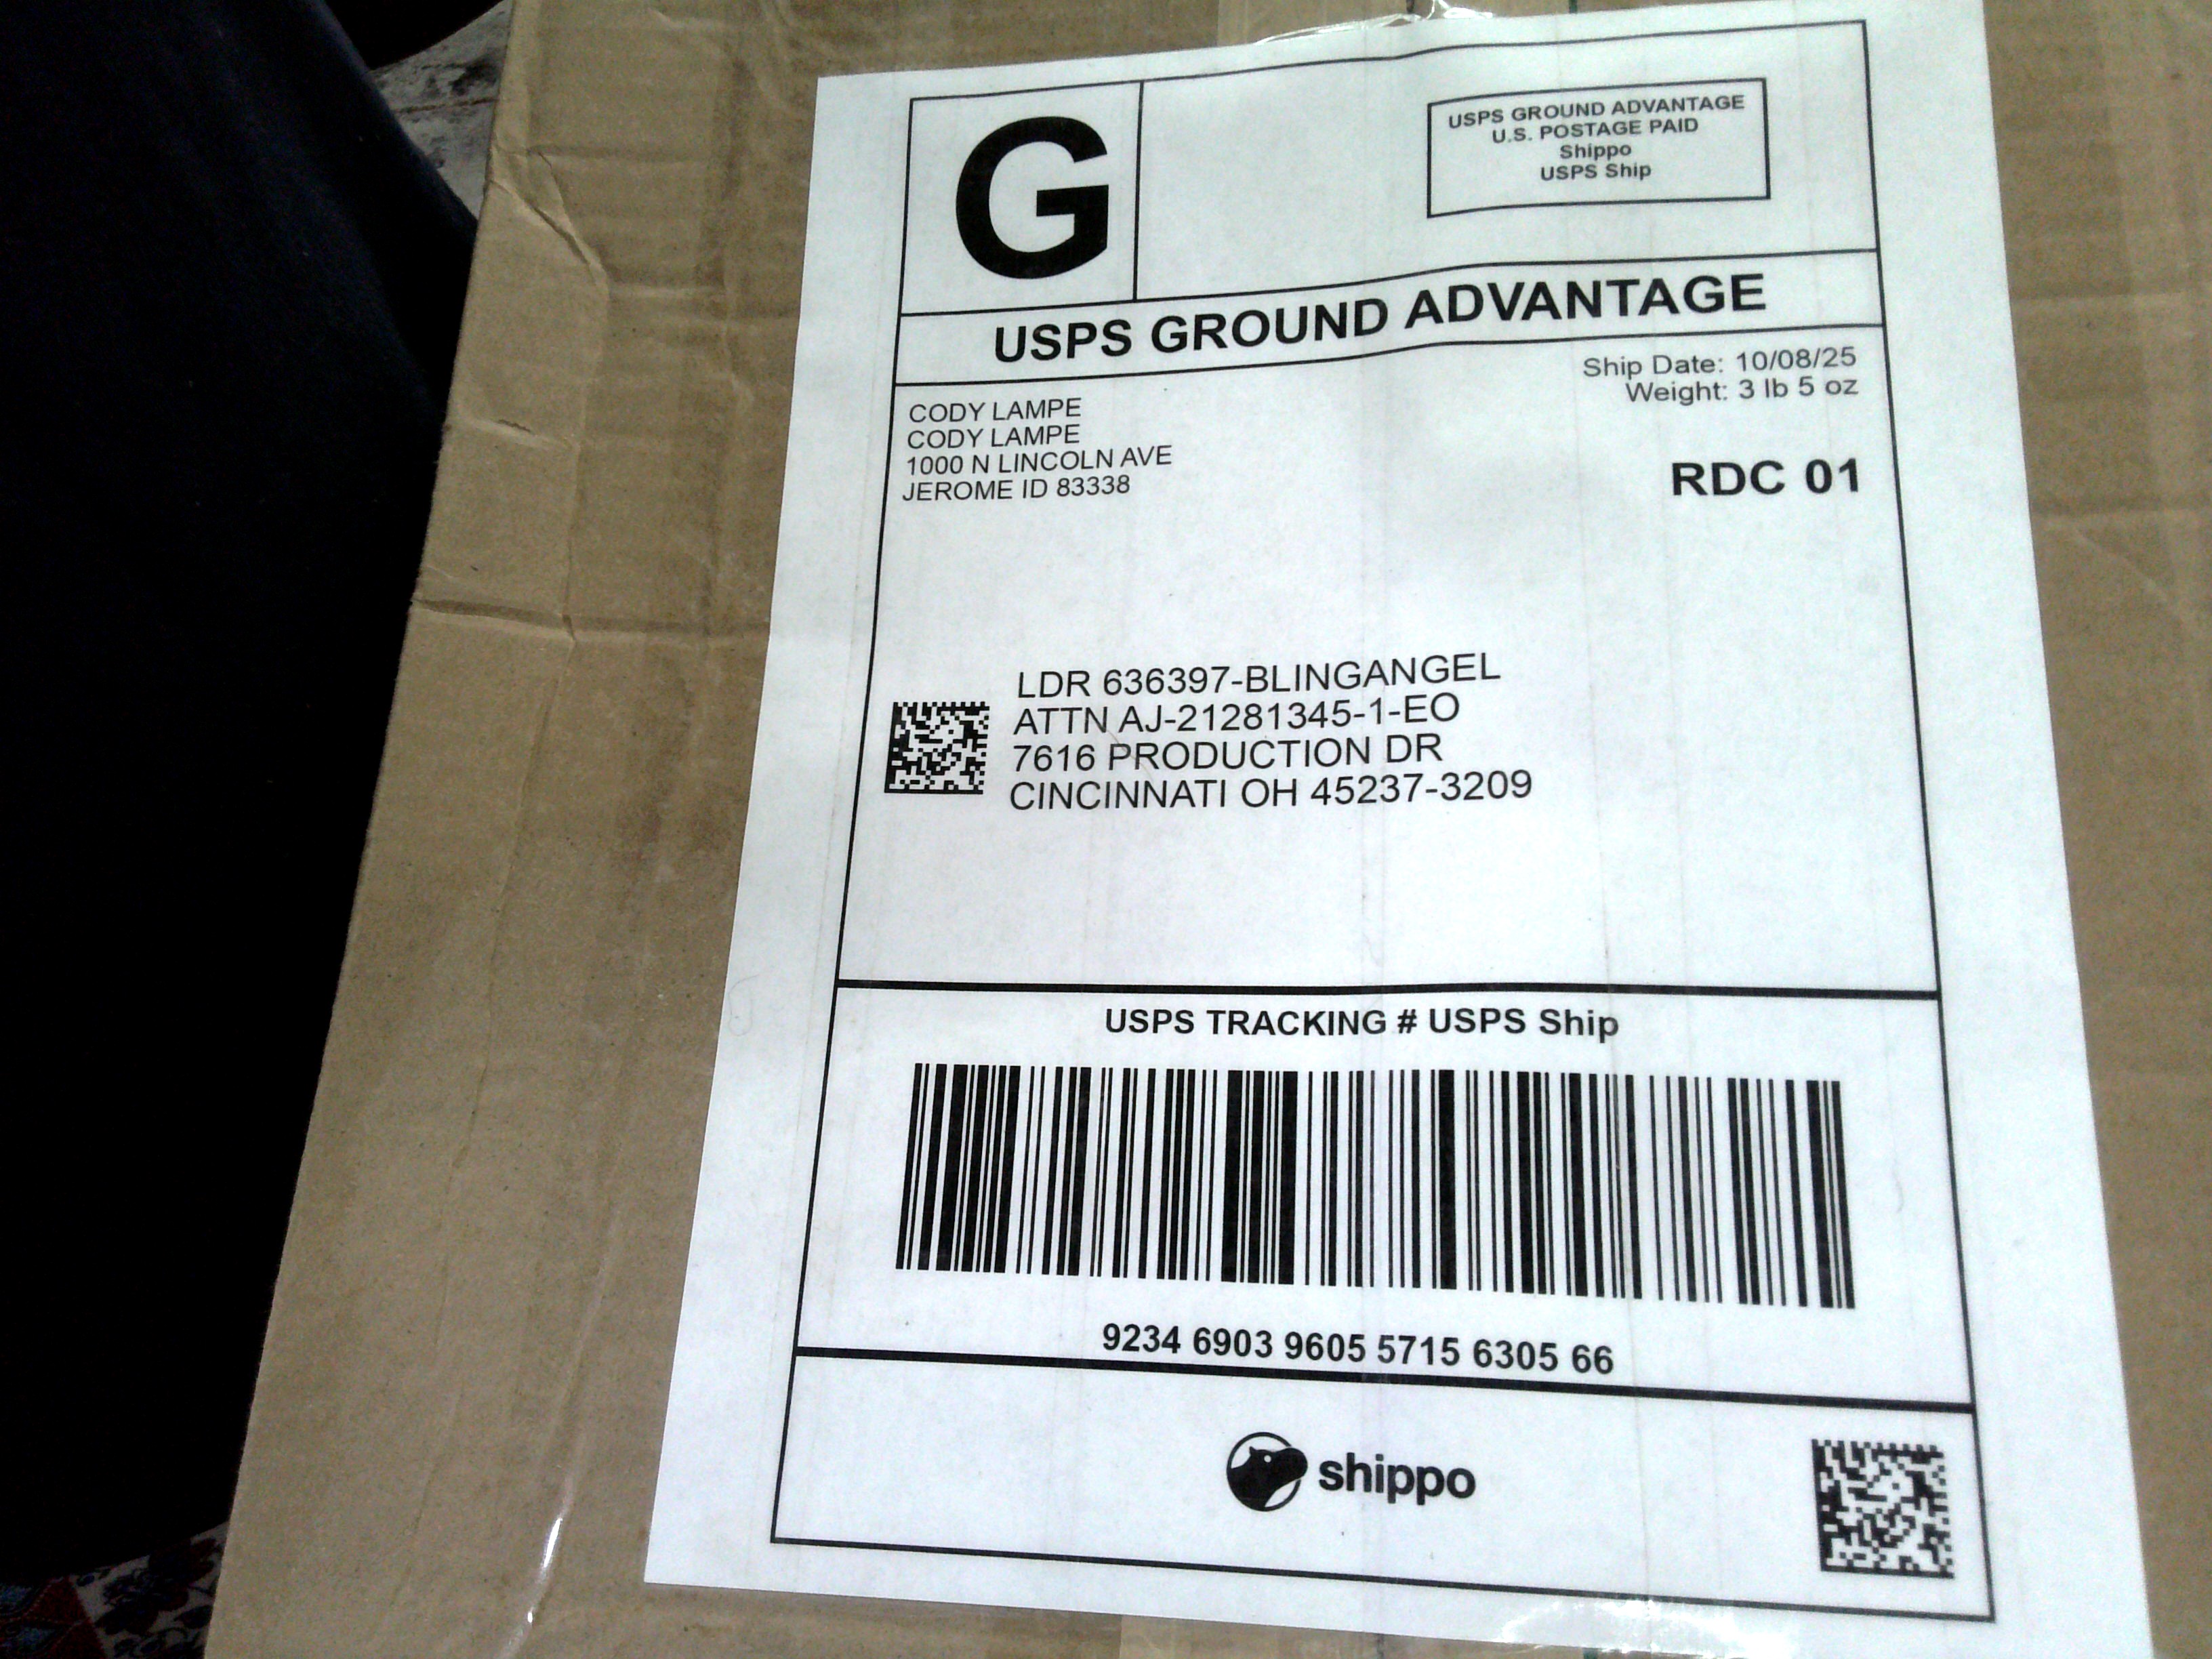 G
USPS GROUND ADVANTAGE
U.S. POSTAGE PAID
Shippo
USPS Ship
USPS GROUND ADVANTAGE
Ship Date: 10/08/25
Weight: 3 lb 5 oz
CODY LAMPE
CODY LAMPE
1000 N LINCOLN AVE
JEROME ID 83338
RDC 01
LDR 636397-BLINGANGEL
ATTN AJ-21281345-1-EO
7616 PRODUCTION DR
CINCINNATI OH 45237-3209
USPS TRACKING # USPS Ship
9234 6903 9605 5715 6305 66
shippo